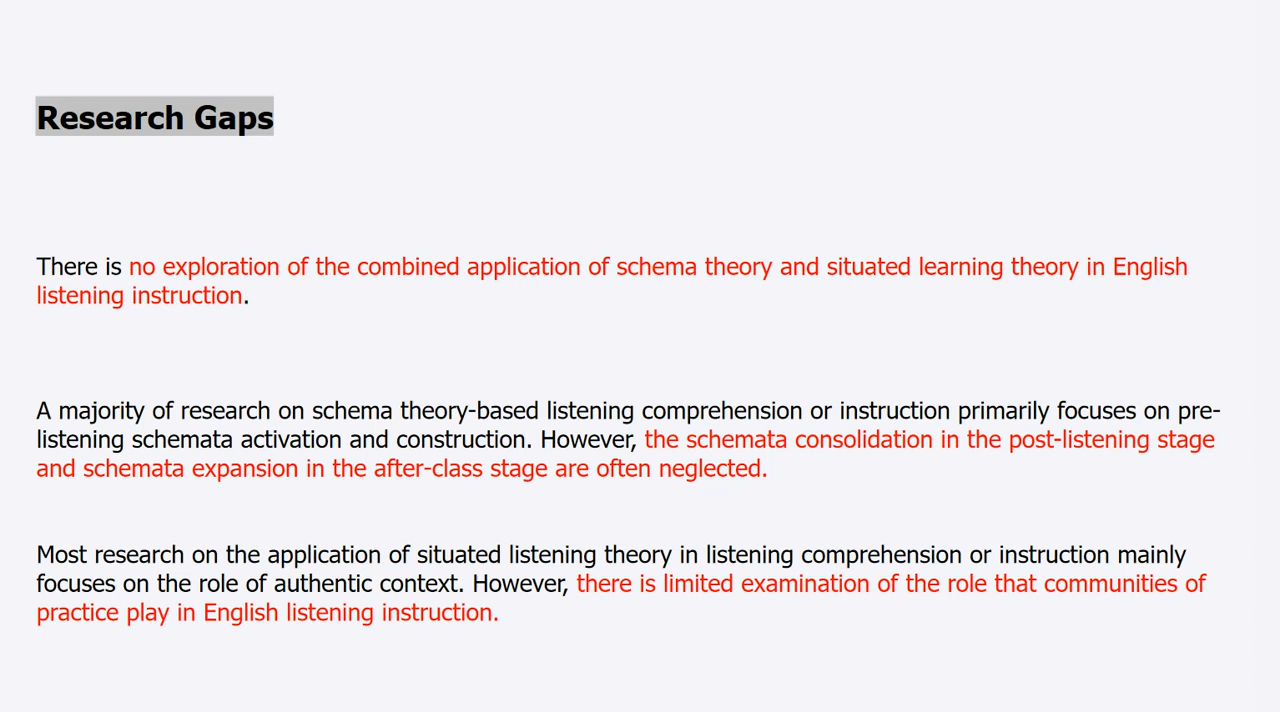 Research Gaps
There is no exploration of the combined application of schema theory and situated learning theory in English
listening instruction.
A majority of research on schema theory-based listening comprehension or instruction primarily focuses on pre-
listening schemata activation and construction. However, the schemata consolidation in the post-listening stage
and schemata expansion in the after-class stage are often neglected.
Most research on the application of situated listening theory in listening comprehension or instruction mainly
focuses on the role of authentic context. However, there is limited examination of the role that communities of
practice play in English listening instruction.